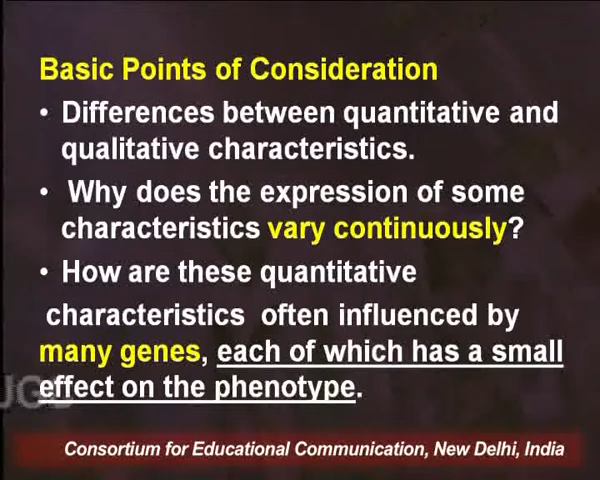 Basic Points of Consideration
• Differences between quantitative and
qualitative characteristics.
• Why does the expression of some
characteristics vary continuously?
• How are these quantitative
characteristics often influenced by
many genes, each of which has a small
effect on the phenotype.
Consortium for Educational Communication, New Delhi, India